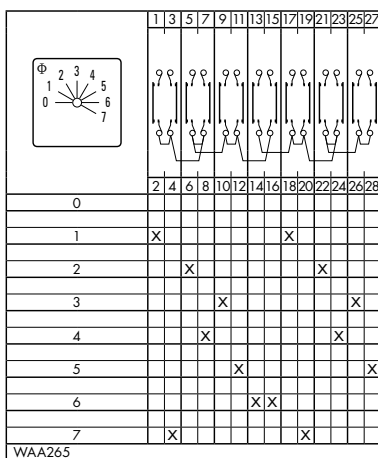 1 3 5 7 9 11 13 15 17 19 21 23 25 27
Φ
0 1 2 3 4 5 6 7
2 4 6 8 10 12 14 16 18 20 22 24 26 28
0
1 X X
2 X X
3 X X
4 X X
5 X X
6 X X
7 X X
WAA265